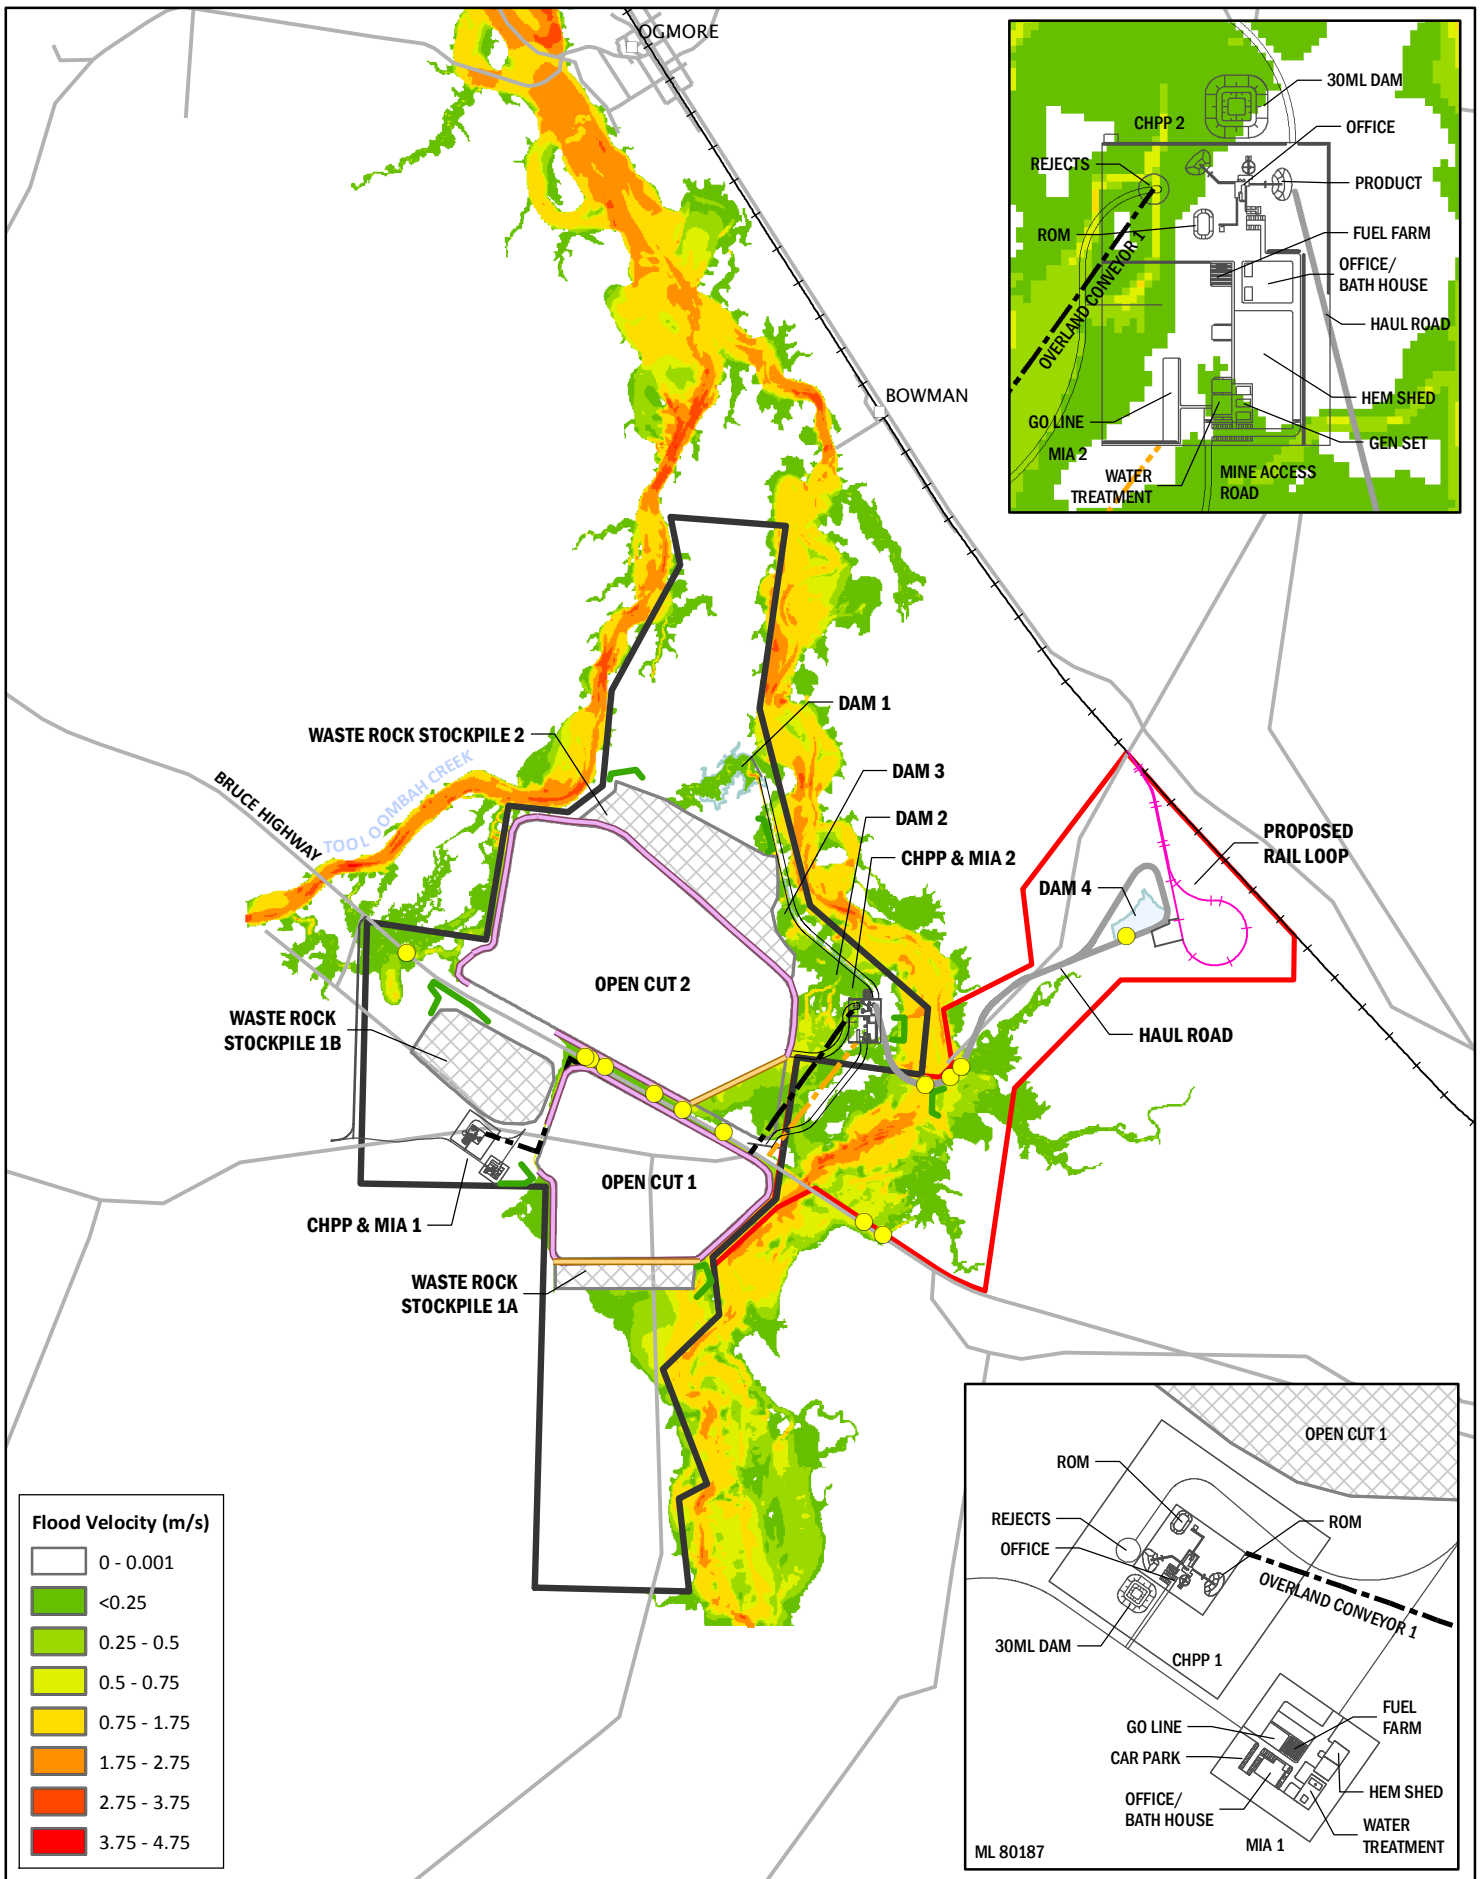 OGMORE
BOWMAN
30ML DAM
CHPP 2
OFFICE
REJECTS
PRODUCT
ROM
FUEL FARM
OVERLAND CONVEYOR 1
OFFICE/
BATH HOUSE
HAUL ROAD
HEM SHED
GO LINE
GEN SET
MIA 2
WATER
TREATMENT
MINE ACCESS
ROAD
WASTE ROCK STOCKPILE 2
DAM 1
BRUCE HIGHWAY
TOOLOOMBAH CREEK
DAM 3
DAM 2
CHPP & MIA 2
PROPOSED
RAIL LOOP
DAM 4
OPEN CUT 2
WASTE ROCK
STOCKPILE 1B
HAUL ROAD
OPEN CUT 1
CHPP & MIA 1
WASTE ROCK
STOCKPILE 1A
Flood Velocity (m/s)
0 - 0.001
<0.25
0.25 - 0.5
0.5 - 0.75
0.75 - 1.75
1.75 - 2.75
2.75 - 3.75
3.75 - 4.75
OPEN CUT 1
ROM
REJECTS
OFFICE
ROM
OVERLAND CONVEYOR 1
30ML DAM
CHPP 1
FUEL
FARM
GO LINE
CAR PARK
OFFICE/
BATH HOUSE
HEM SHED
WATER
TREATMENT
MIA 1
ML 80187